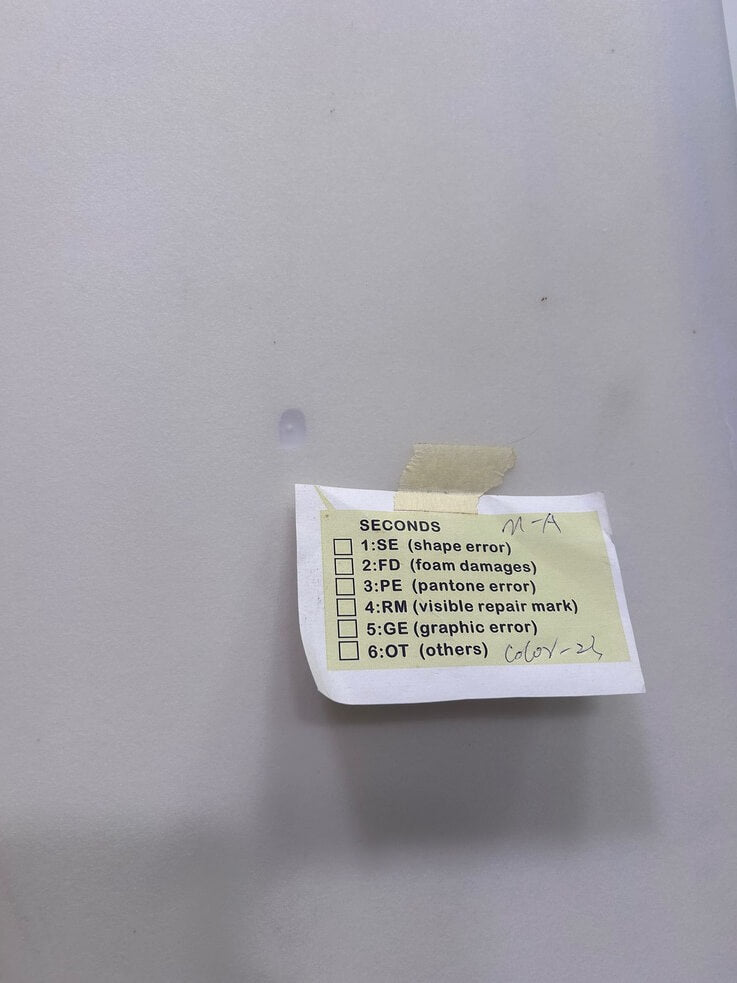 SECONDS n-A
1:SE (shape error)
2:FD (foam damages)
3:PE (pantone error)
4:RM (visible repair mark)
5:GE (graphic error)
6:OT (others) color